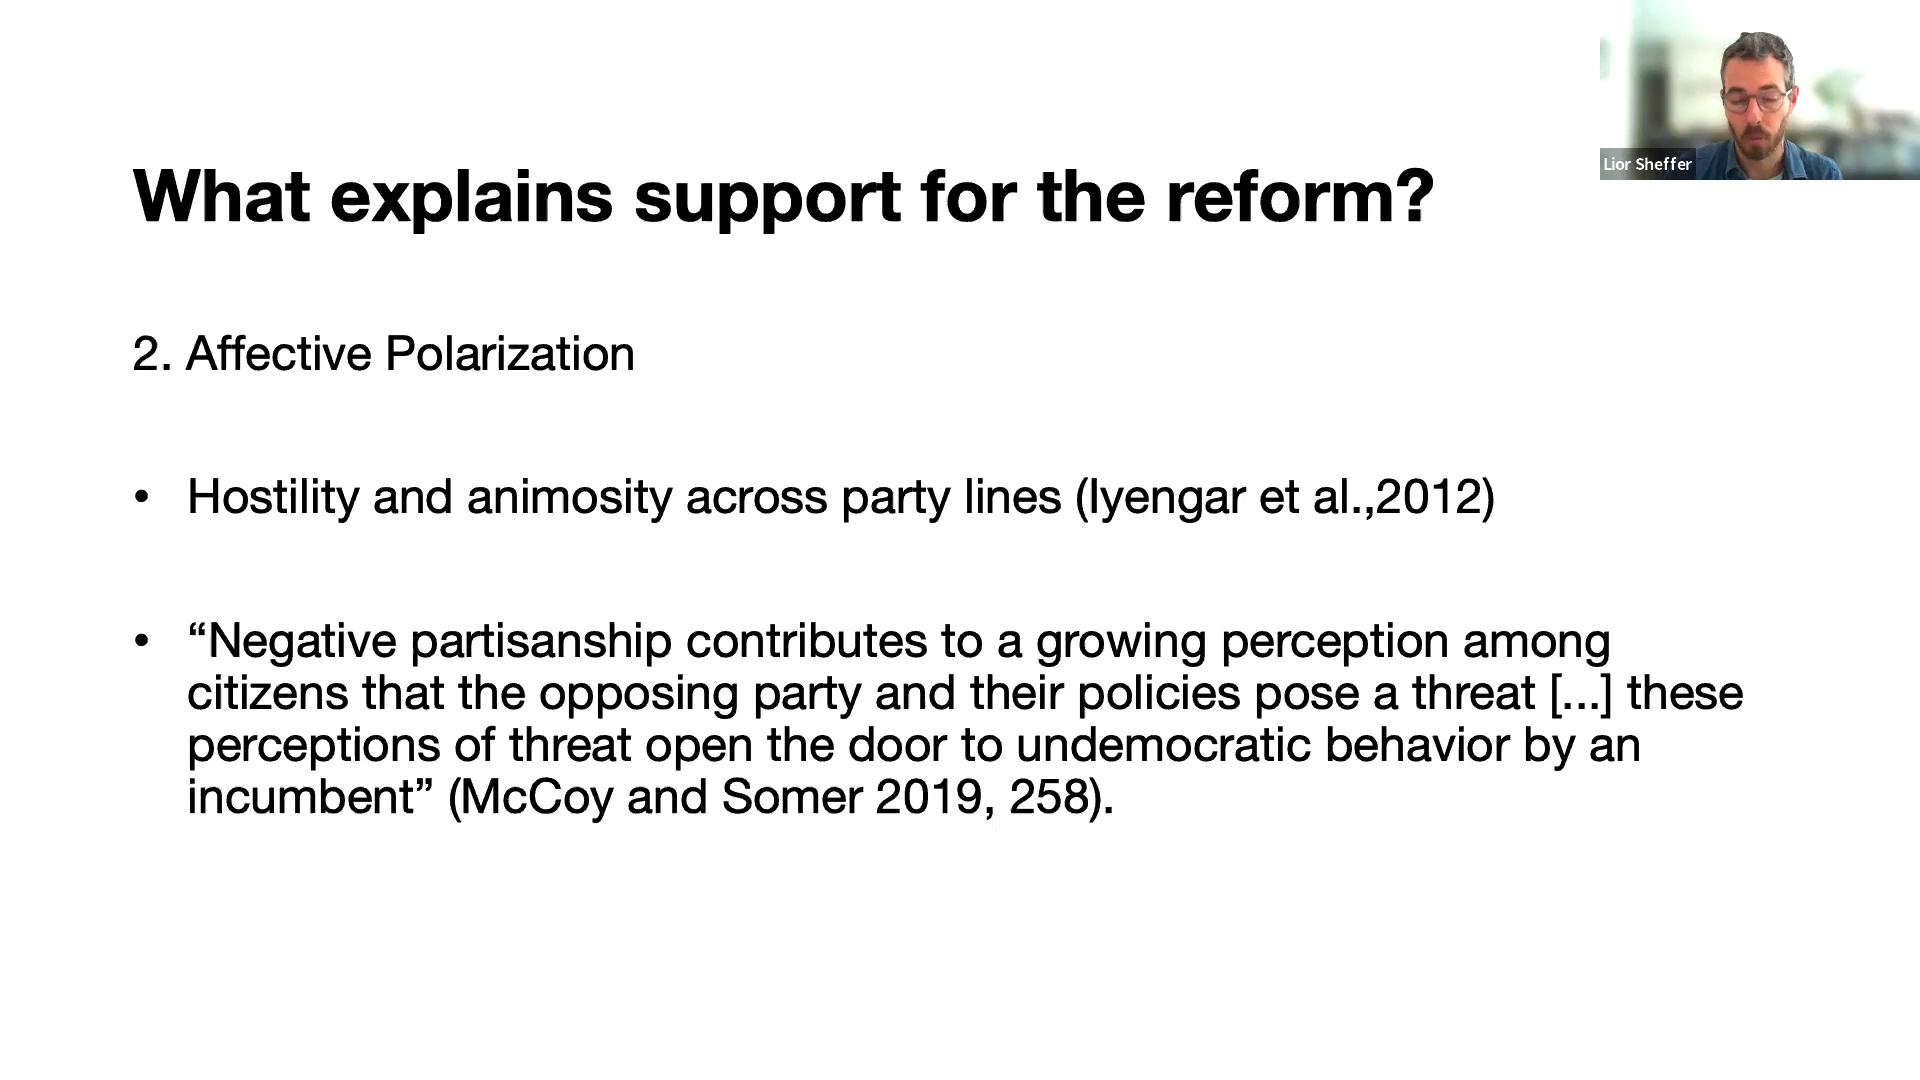 What explains support for the reform?
Lior Sheffer
2. Affective Polarization
• Hostility and animosity across party lines (Iyengar et al.,2012)
• “Negative partisanship contributes to a growing perception among
citizens that the opposing party and their policies pose a threat [...] these
perceptions of threat open the door to undemocratic behavior by an
incumbent” (McCoy and Somer 2019, 258).